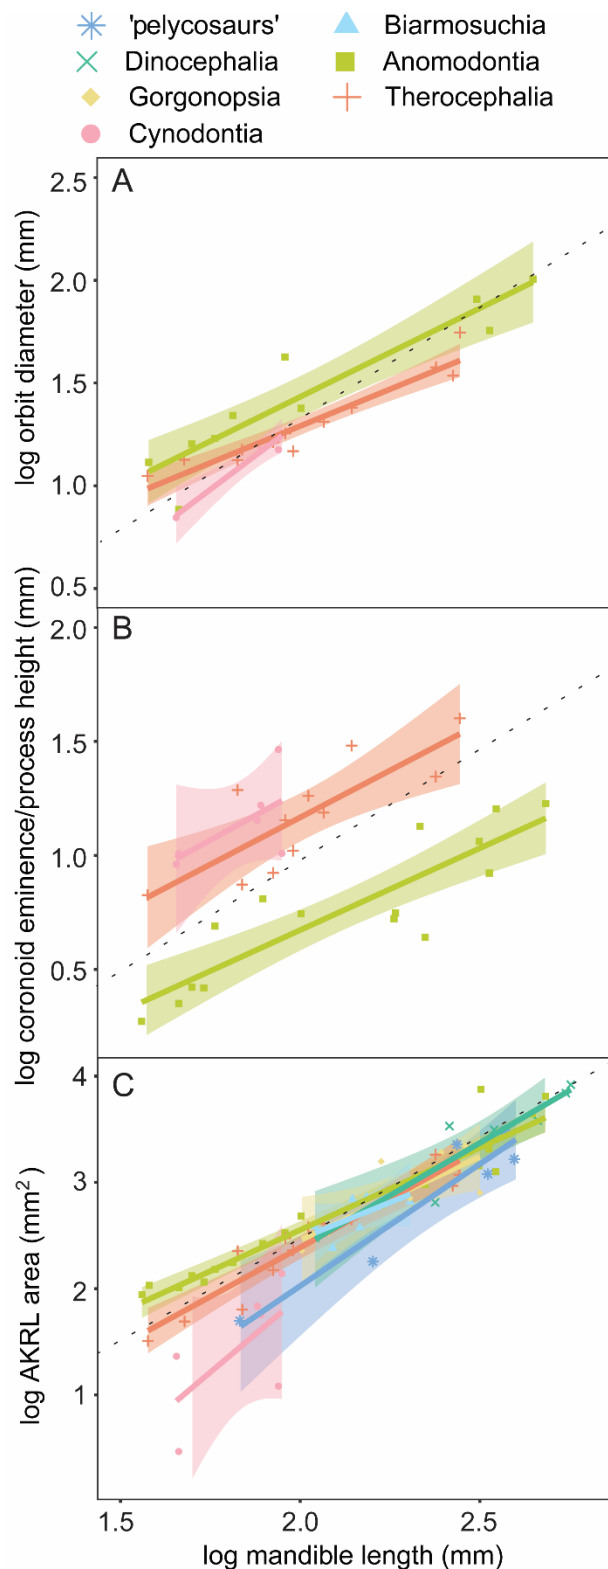 'pelycosaurs' Biarmosuchia
Dinocephalia Anomodontia
Gorgonopsia Therocephalia
Cynodontia
A
2.5
2.0
1.5
1.0
0.5
log orbit diameter (mm)
B
2.0
1.5
1.0
0.5
log coronoid eminence/process height (mm)
C
4
3
2
1
log AKRL area (mm²)
1.5 2.0 2.5
log mandible length (mm)